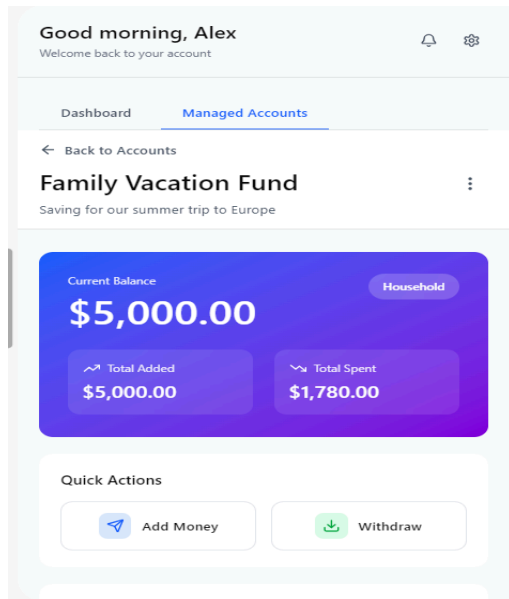 Good morning, Alex
Welcome back to your account
Dashboard
Managed Accounts
Back to Accounts
Family Vacation Fund
Saving for our summer trip to Europe
Current Balance
Household
$5,000.00
Total Added
$5,000.00
Total Spent
$1,780.00
Quick Actions
Add Money
Withdraw